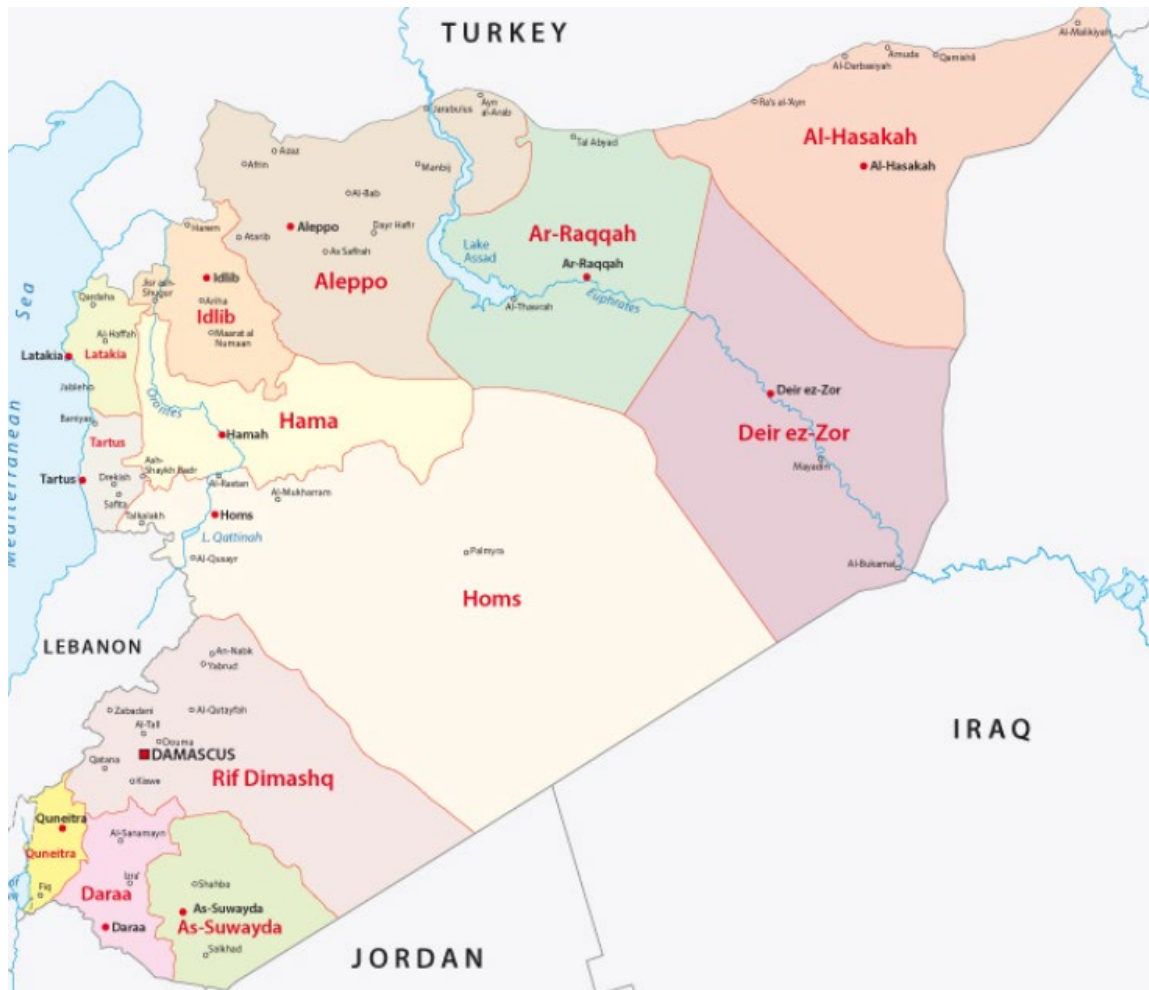 TURKEY
Al-Malikiyah
Amuda
Qamishli
Al-Darbasiyah
Ayn
al-Arab
Jarabulus
Ra's al-'Ayn
Al-Hasakah
Al-Hasakah
Tal Abyad
Azaz
Afrin
Manbij
Al-Bab
Aleppo
Dayr Hafir
Atarib
As Safirah
Harem
Aleppo
Lake
Assad
Ar-Raqqah
Ar-Raqqah
Euphrates
Al-Thawrah
Idlib
Jisr ash-
Shugur
Ariha
Idlib
Maarat al
Numaan
Qardaha
Al-Haffah
Latakia
Latakia
Jableh
Mediterranean Sea
Orontes
Baniyas
Tartus
Hama
Hamah
Deir ez-Zor
Deir ez-Zor
Mayadin
Ash-
Shaykh Badr
Tartus
Drekish
Safita
Talkalakh
Al-Rastan
Al-Mukharram
Homs
L. Qattinah
Al-Qusayr
Palmyra
Al-Bukamal
Homs
LEBANON
An-Nabk
Yabrud
Zabadani
Al-Qutayfah
Al-Tall
Douma
DAMASCUS
Qatana
Kiswe
Rif Dimashq
IRAQ
Quneitra
Quneitra
Al-Sanamayn
Fiq
Izra'
Daraa
Daraa
Shahba
As-Suwayda
As-Suwayda
Salkhad
JORDAN